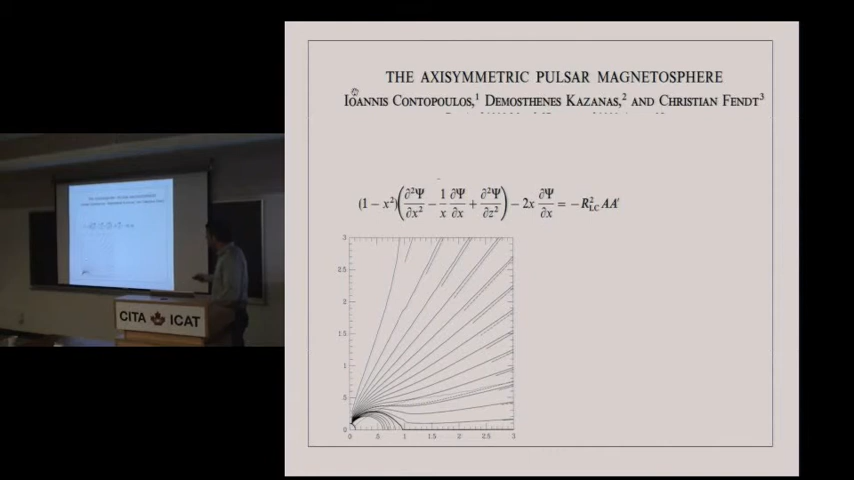 THE AXISYMMETRIC PULSAR MAGNETOSPHERE
IOANNIS CONTOPOULOS,¹ DEMOSTHENES KAZANAS,² AND CHRISTIAN FENDT³
(1 − x²)(∂²Ψ/∂x² − 1/x ∂Ψ/∂x + ∂²Ψ/∂z²) − 2x ∂Ψ/∂x = −R²_LC AA′
3
2.5
2
1.5
1
.5
0
0 .5 1 1.5 2 2.5 3
CITA ICAT